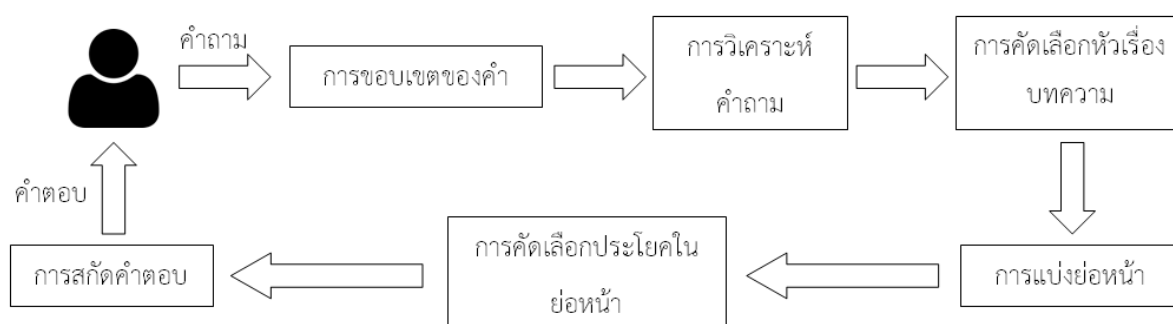 คำถาม
การขอบเขตของคำ
การวิเคราะห์
คำถาม
การคัดเลือกหัวเรื่อง
บทความ
การแบ่งย่อหน้า
การคัดเลือกประโยคใน
ย่อหน้า
การสกัดคำตอบ
คำตอบ